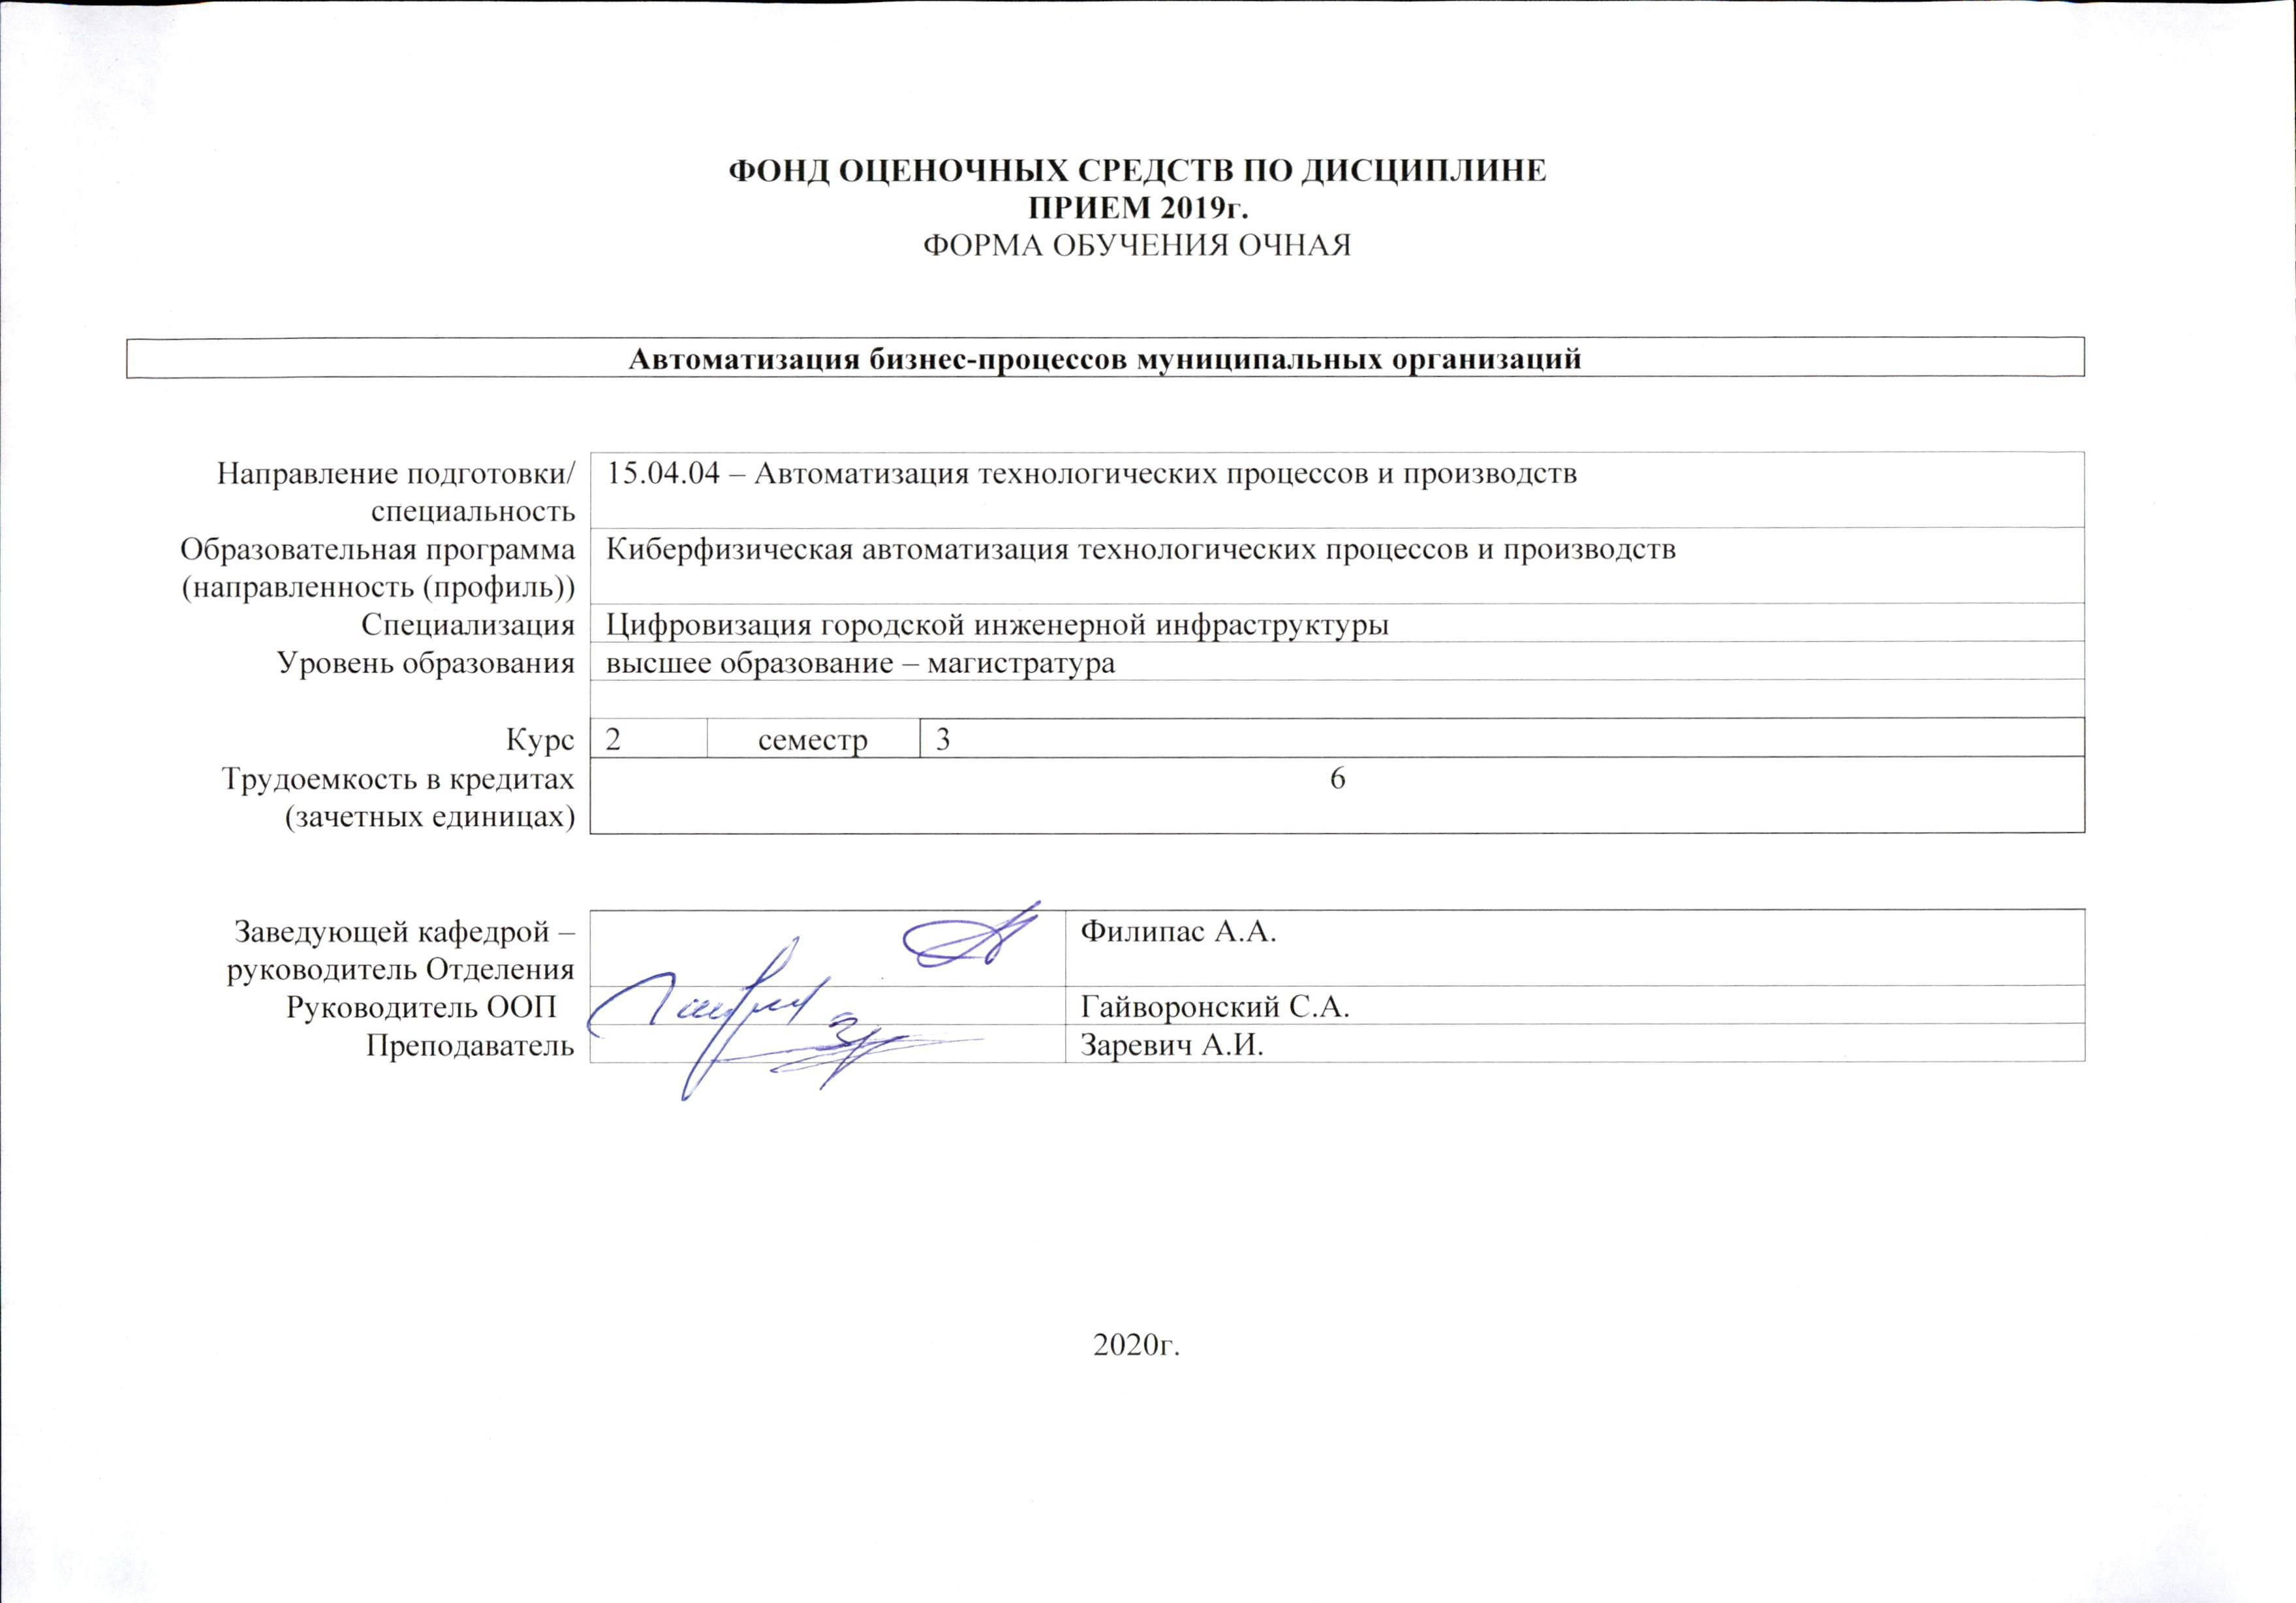 ФОНД ОЦЕНОЧНЫХ СРЕДСТВ ПО ДИСЦИПЛИНЕ
ПРИЕМ 2019г.
ФОРМА ОБУЧЕНИЯ ОЧНАЯ
Автоматизация бизнес-процессов муниципальных организаций
Направление подготовки/ 15.04.04 – Автоматизация технологических процессов и производств
специальность
Образовательная программа Киберфизическая автоматизация технологических процессов и производств
(направленность (профиль))
Специализация Цифровизация городской инженерной инфраструктуры
Уровень образования высшее образование – магистратура
Курс 2 семестр 3
Трудоемкость в кредитах 6
(зачетных единицах)
Заведующей кафедрой – Филипас А.А.
руководитель Отделения
Руководитель ООП Гайворонский С.А.
Преподаватель Заревич А.И.
2020г.